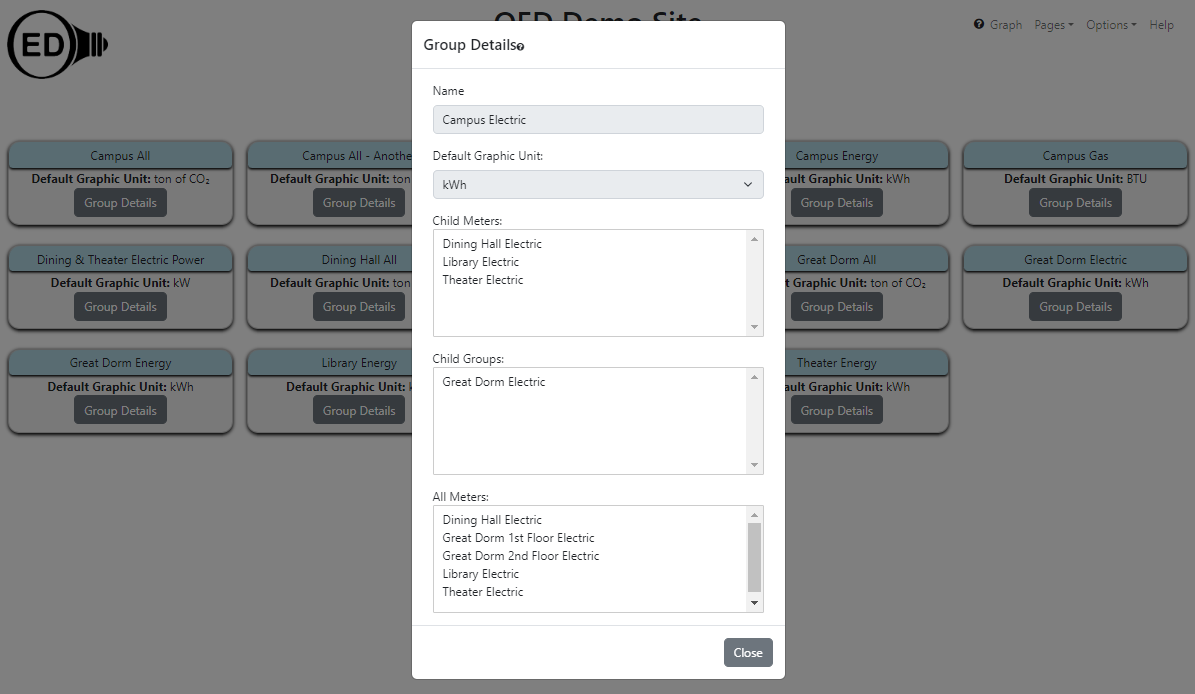 OED Demo Site
ED
Graph Pages Options Help
Group Details
Name
Campus Electric
Default Graphic Unit:
kWh
Child Meters:
Dining Hall Electric
Library Electric
Theater Electric
Child Groups:
Great Dorm Electric
All Meters:
Dining Hall Electric
Great Dorm 1st Floor Electric
Great Dorm 2nd Floor Electric
Library Electric
Theater Electric
Close
Campus All
Default Graphic Unit: ton of CO₂
Group Details
Campus All - Anothe
Default Graphic Unit: ton
Group Details
Campus Energy
ault Graphic Unit: kWh
Group Details
Campus Gas
Default Graphic Unit: BTU
Group Details
Dining & Theater Electric Power
Default Graphic Unit: kW
Group Details
Dining Hall All
Default Graphic Unit: ton
Group Details
Great Dorm All
t Graphic Unit: ton of CO₂
Group Details
Great Dorm Electric
Default Graphic Unit: kWh
Group Details
Great Dorm Energy
Default Graphic Unit: kWh
Group Details
Library Energy
Default Graphic Unit:
Group Details
Theater Energy
ault Graphic Unit: kWh
Group Details